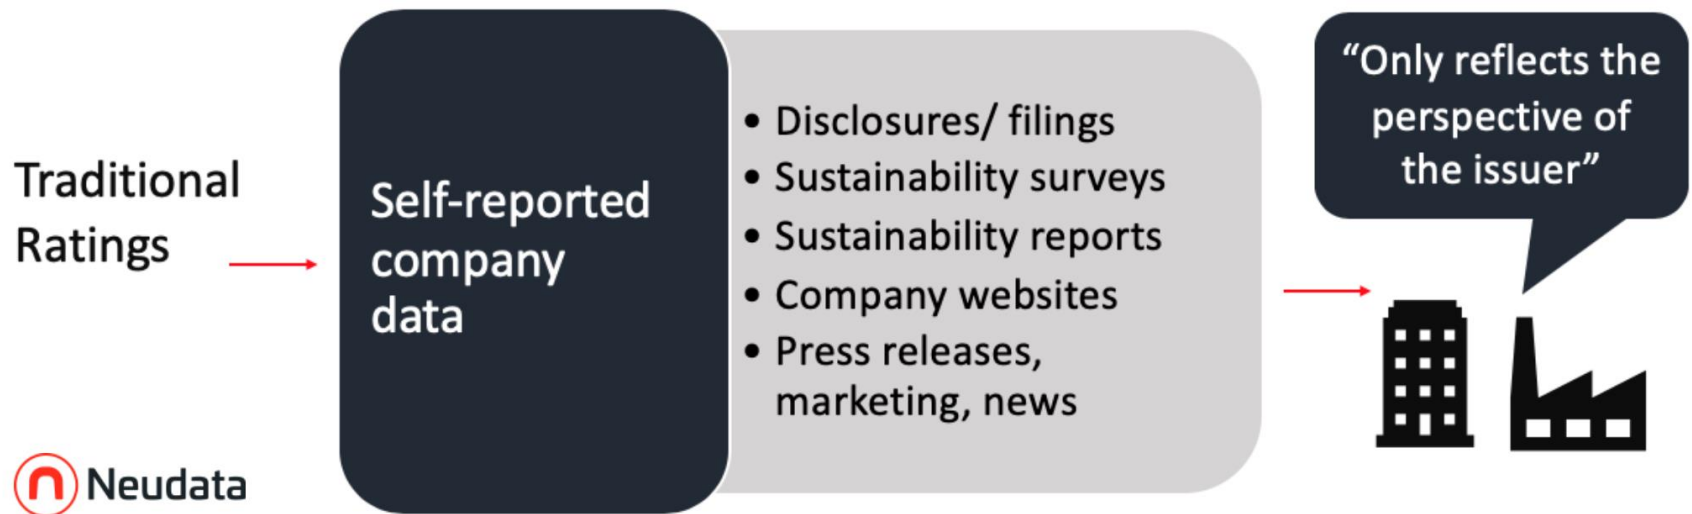 Traditional
Ratings
Self-reported
company
data
• Disclosures/ filings
• Sustainability surveys
• Sustainability reports
• Company websites
• Press releases,
marketing, news
“Only reflects the
perspective of
the issuer”
Neudata